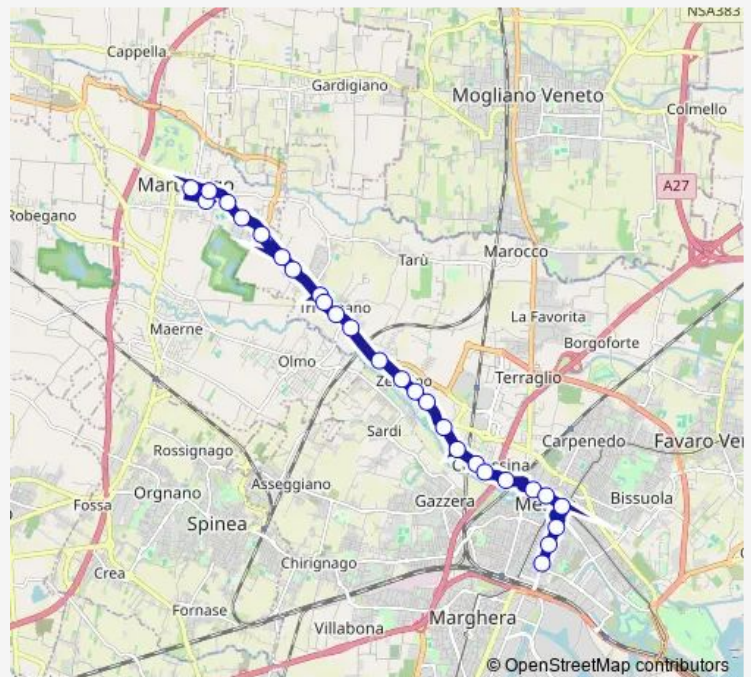 NSA383
Cappella
Gardigiano
Mogliano Veneto
Colmello
A27
Robegano
Marocco
Tarù
La Favorita
Maerne
Borgoforte
Olmo
Terraglio
Sardi
Carpenedo
Rossignago
Asseggiano
Orgnano
Gazzera
Bissuola
Fossa
Spinea
Chirignago
Crea
Fornase
Marghera
Villabona
© OpenStreetMap contributors